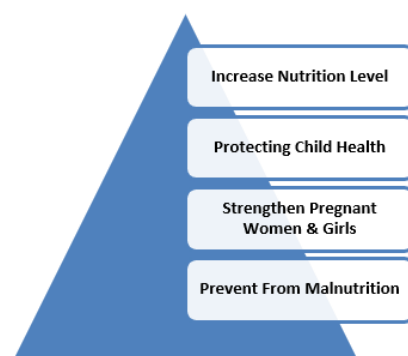 Increase Nutrition Level
Protecting Child Health
Strengthen Pregnant
Women & Girls
Prevent From Malnutrition